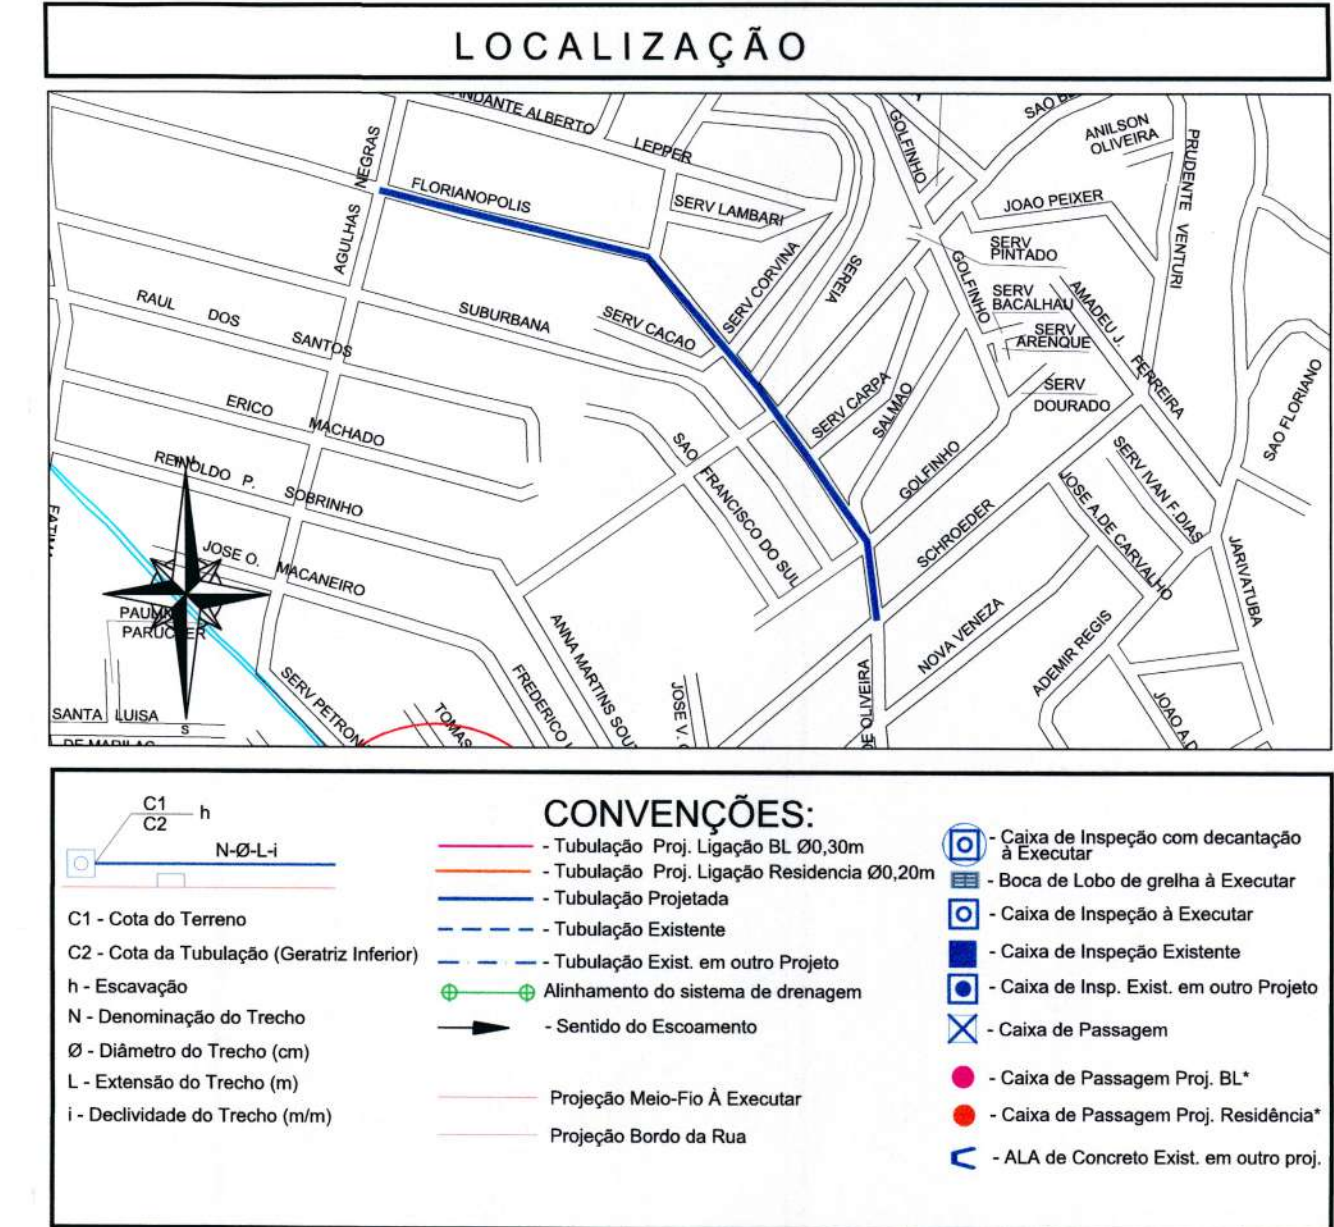 LOCALIZAÇÃO
ANDANTE ALBERTO
LEPPER
GOLFINHO
ANILSON
OLIVEIRA
PRUDENTE VENTURI
AGULHAS NEGRAS
FLORIANOPOLIS
SERV LAMBARI
JOAO PEIXER
SERV
PINTADO
SERV CORVINA
SEREIA
GOLFINHO
SERV
BACALHAU
AMADEU J. FERREIRA
SERV
ARENQUE
RAUL DOS SANTOS
SUBURBANA
SERV CACAO
SERV CARPA
SALMAO
SERV
DOURADO
SAO FLORIANO
ERICO MACHADO
SAO FRANCISCO DO SUL
GOLFINHO
SERV IVAN F.DIAS
REINOLDO P. SOBRINHO
JOSE A.DE CARVALHO
SCHROEDER
JARIVATUBA
JOSE O. MACANEIRO
PARUCKER
ANNA MARTINS
NOVA VENEZA
ADEMIR REGIS
SERV PETRON
FREDERICO
TOMAS
JOSE V.
DE OLIVEIRA
JOAO A.D
SANTA LUISA
S
DE MARILAC
CONVENÇÕES:
C1
C2
h
N-Ø-L-i
C1 - Cota do Terreno
C2 - Cota da Tubulação (Geratriz Inferior)
h - Escavação
N - Denominação do Trecho
Ø - Diâmetro do Trecho (cm)
L - Extensão do Trecho (m)
i - Declividade do Trecho (m/m)
- Tubulação Proj. Ligação BL Ø0,30m
- Tubulação Proj. Ligação Residencia Ø0,20m
- Tubulação Projetada
- Tubulação Existente
- Tubulação Exist. em outro Projeto
Alinhamento do sistema de drenagem
- Sentido do Escoamento
Projeção Meio-Fio À Executar
Projeção Bordo da Rua
- Caixa de Inspeção com decantação
à Executar
- Boca de Lobo de grelha à Executar
- Caixa de Inspeção à Executar
- Caixa de Inspeção Existente
- Caixa de Insp. Exist. em outro Projeto
- Caixa de Passagem
- Caixa de Passagem Proj. BL*
- Caixa de Passagem Proj. Residência*
- ALA de Concreto Exist. em outro proj.